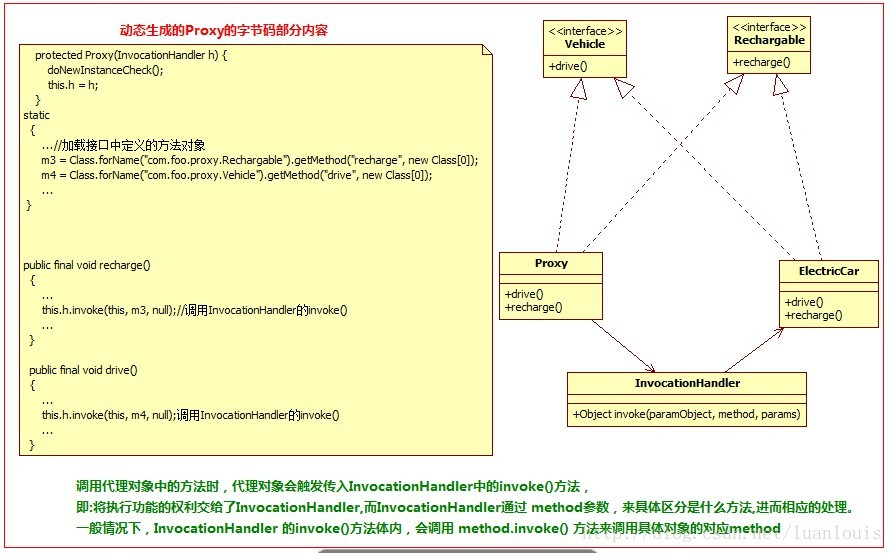 动态生成的Proxy的字节码部分内容
protected Proxy(InvocationHandler h) {
doNewInstanceCheck();
this.h = h;
}
static
{
...//加载接口中定义的方法对象
m3 = Class.forName("com.foo.proxy.Rechargable").getMethod("recharge", new Class[0]);
m4 = Class.forName("com.foo.proxy.Vehicle").getMethod("drive", new Class[0]);
...
}
public final void recharge()
{
...
this.h.invoke(this, m3, null);//调用InvocationHandler的invoke()
...
}
public final void drive()
{
...
this.h.invoke(this, m4, null);调用InvocationHandler的invoke()
...
}
<<interface>>
Vehicle
+drive()
<<interface>>
Rechargable
+recharge()
Proxy
+drive()
+recharge()
ElectricCar
+drive()
+recharge()
InvocationHandler
+Object invoke(paramObject, method, params)
调用代理对象中的方法时，代理对象会触发传入InvocationHandler中的invoke()方法，
即:将执行功能的权利交给了InvocationHandler,而InvocationHandler通过 method参数，来具体区分是什么方法,进而相应的处理。
一般情况下，InvocationHandler 的invoke()方法体内，会调用 method.invoke() 方法来调用具体对象的对应method
http://blog.csdn.net/luanlouis